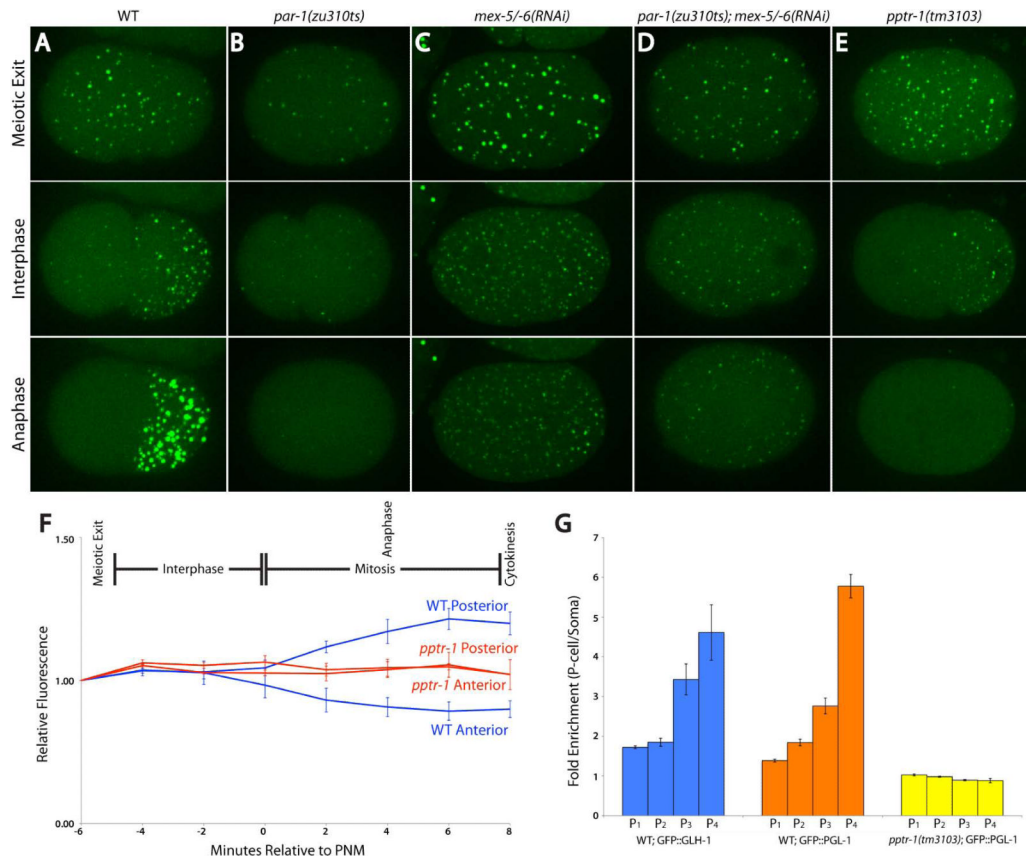 WT
par-1(zu310ts)
mex-5/-6(RNAi)
par-1(zu310ts); mex-5/-6(RNAi)
pptr-1(tm3103)
A
B
C
D
E
Meiotic Exit
Interphase
Anaphase
F
1.50
1.00
0.00
Relative Fluorescence
Meiotic Exit
Interphase
Anaphase
Mitosis
Cytokinesis
WT Posterior
pptr-1 Posterior
pptr-1 Anterior
WT Anterior
-6 -4 -2 0 2 4 6 8
Minutes Relative to PNM
G
Fold Enrichment (P-cell/Soma)
7
6
5
4
3
2
1
0
P1 P2 P3 P4 P1 P2 P3 P4 P1 P2 P3 P4
WT; GFP::GLH-1 WT; GFP::PGL-1 pptr-1(tm3103); GFP::PGL-1